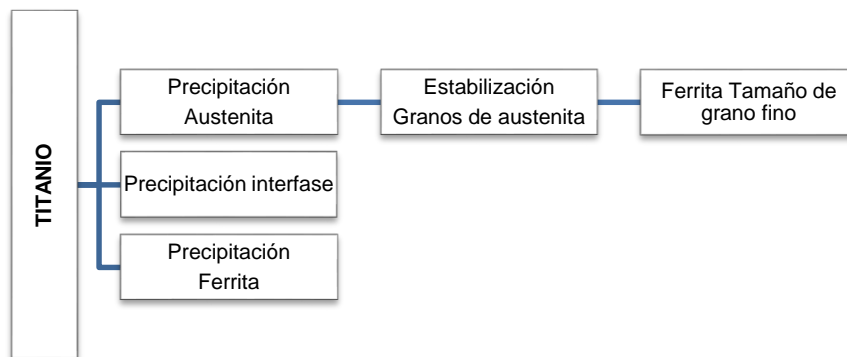 TITANIO
Precipitación
Austenita
Estabilización
Granos de austenita
Ferrita Tamaño de
grano fino
Precipitación interfase
Precipitación
Ferrita